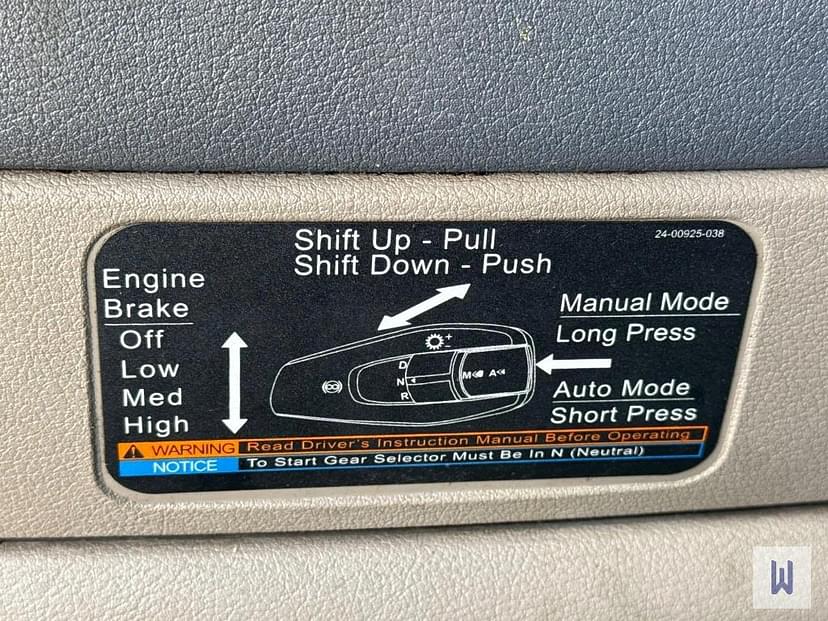 Shift Up - Pull
Shift Down - Push
24-00925-038
Engine
Brake
Off
Low
Med
High
D
N
R
+
-
M
A
Manual Mode
Long Press
Auto Mode
Short Press
WARNING Read Driver's Instruction Manual Before Operating
NOTICE To Start Gear Selector Must Be In N (Neutral)
W